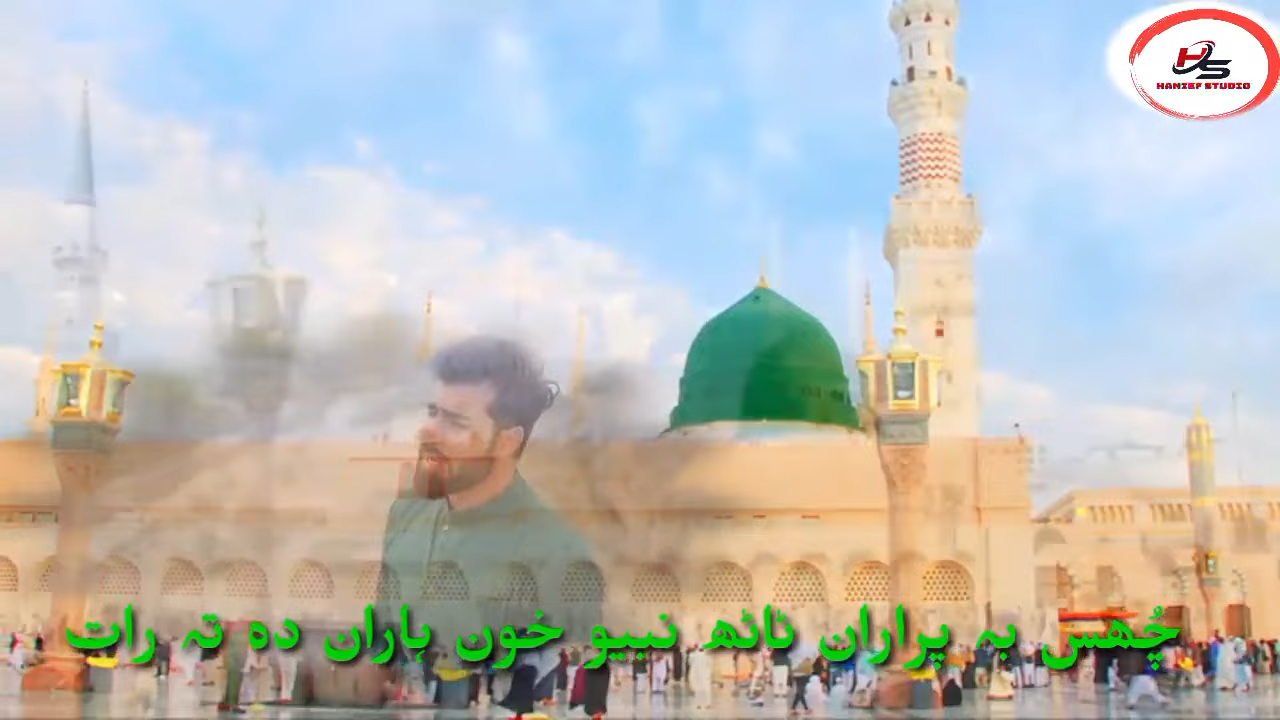 HS
HANIEF STUDIO
چُھس بہ پراران ٹاٹھ نبیو خون ہاران دہ تہ رات